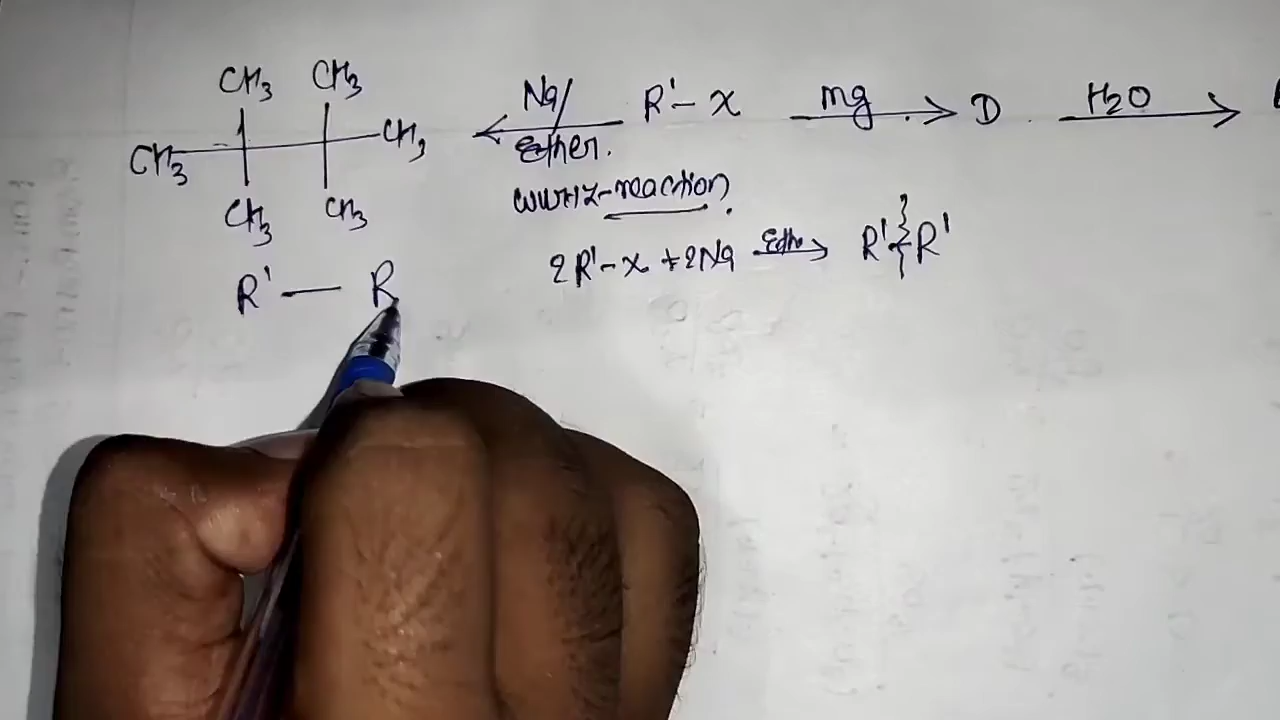 CH3 CH3
CH3 CH3
CH3 CH3
Na/ Ether.
R'-X Mg D H2O
wurtz-reaction.
2R'-X + 2Na Ether R' R'
R' — R